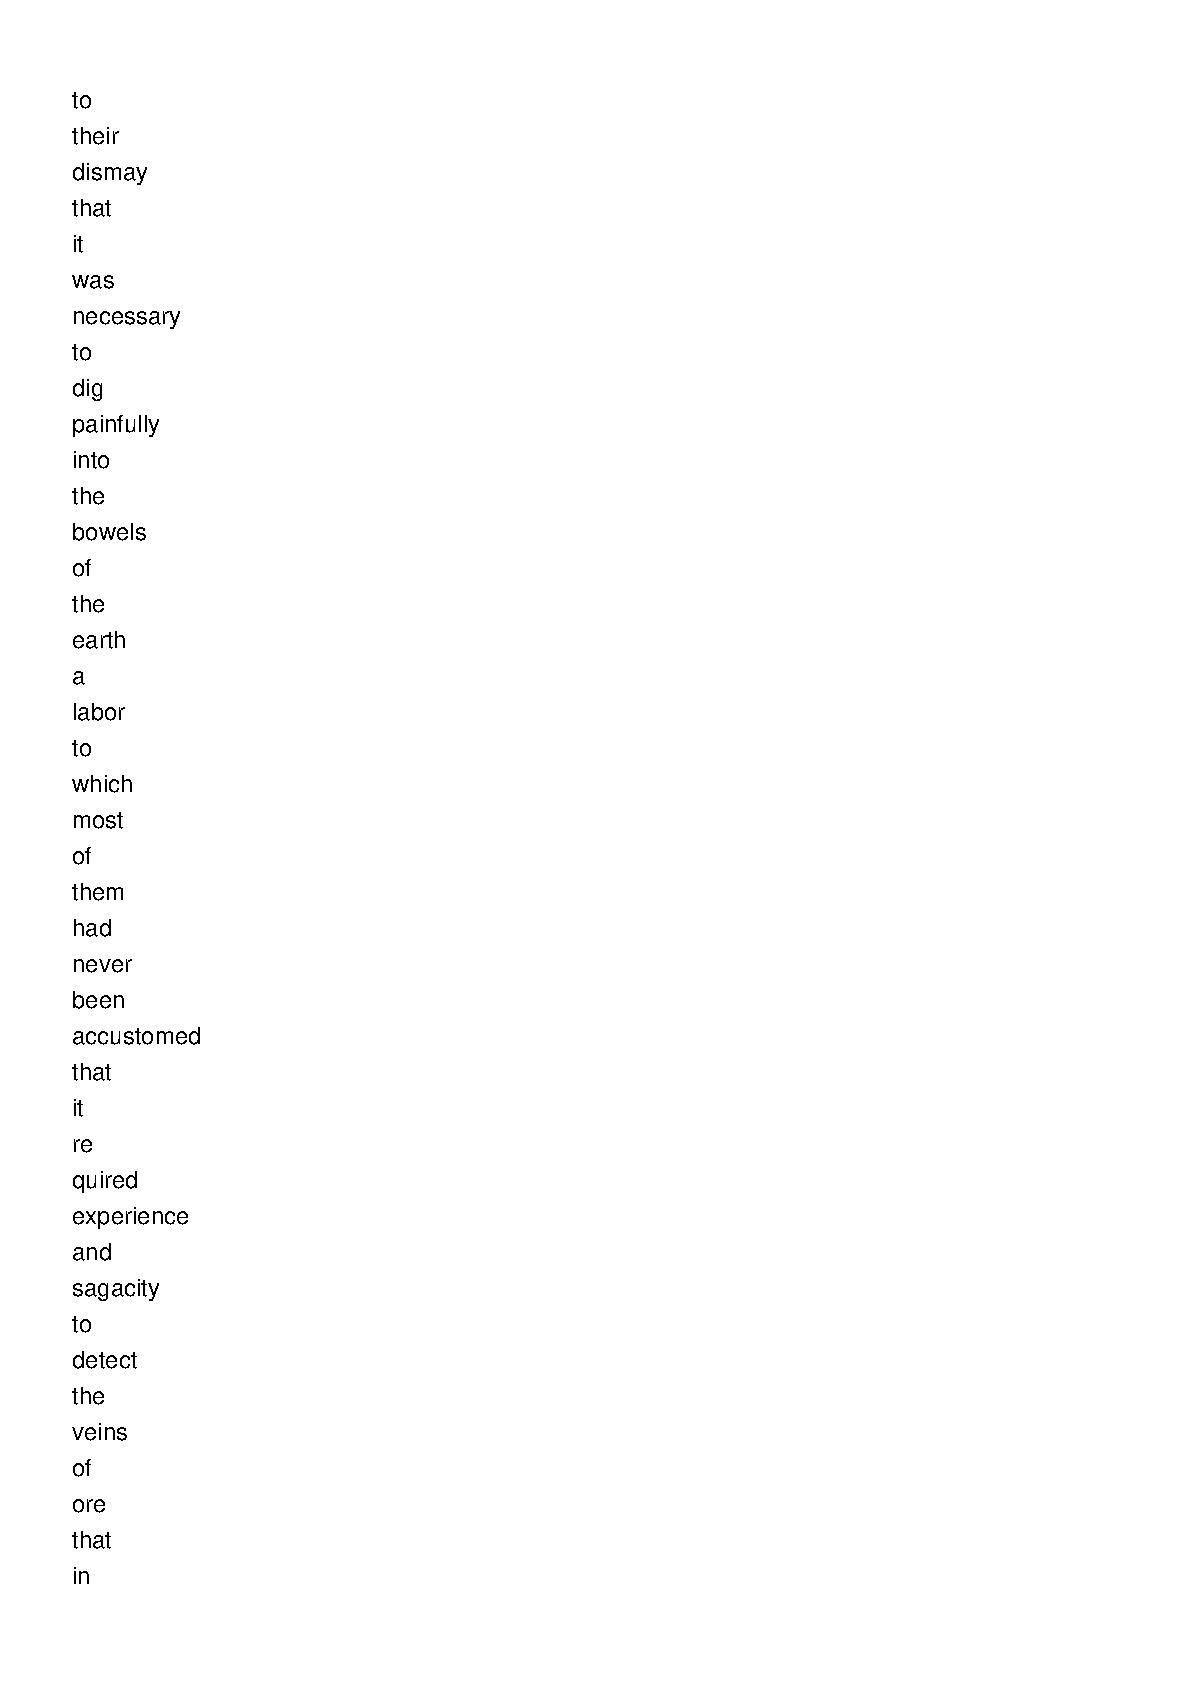 to
their
dismay
that
it
was
necessary
to
dig
painfully
into
the
bowels
of
the
earth
a
labor
to
which
most
of
them
had
never
been
accustomed
that
it
re
quired
experience
and
sagacity
to
detect
the
veins
of
ore
that
in